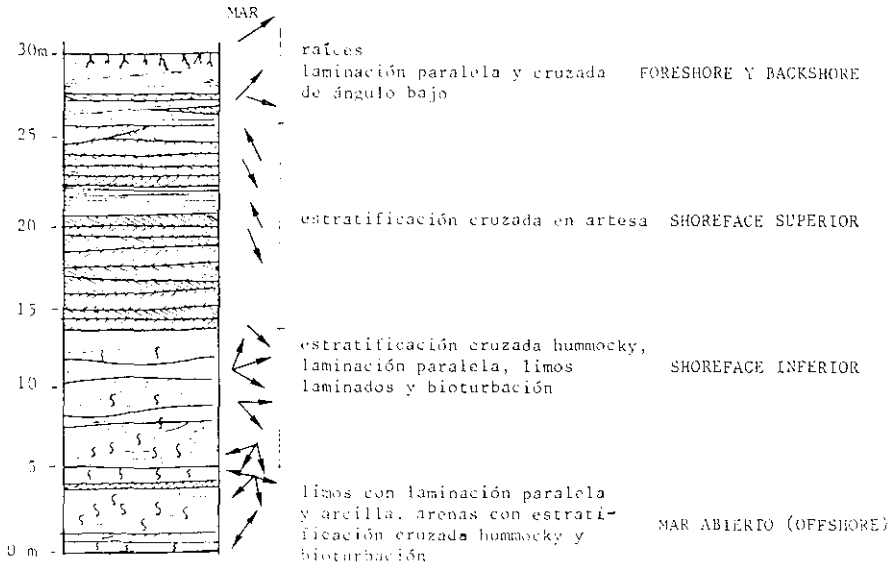 MAR
30m
raíces
laminación paralela y cruzada
de ángulo bajo
FORESHORE Y BACKSHORE
25
20
estratificación cruzada en artesa
SHOREFACE SUPERIOR
15
estratificación cruzada hummocky,
laminación paralela, limos
laminados y bioturbación
SHOREFACE INFERIOR
10
5
limos con laminación paralela
y arcilla. arenas con estrati-
ficación cruzada hummocky y
bioturbación
MAR ABIERTO (OFFSHORE)
0 m